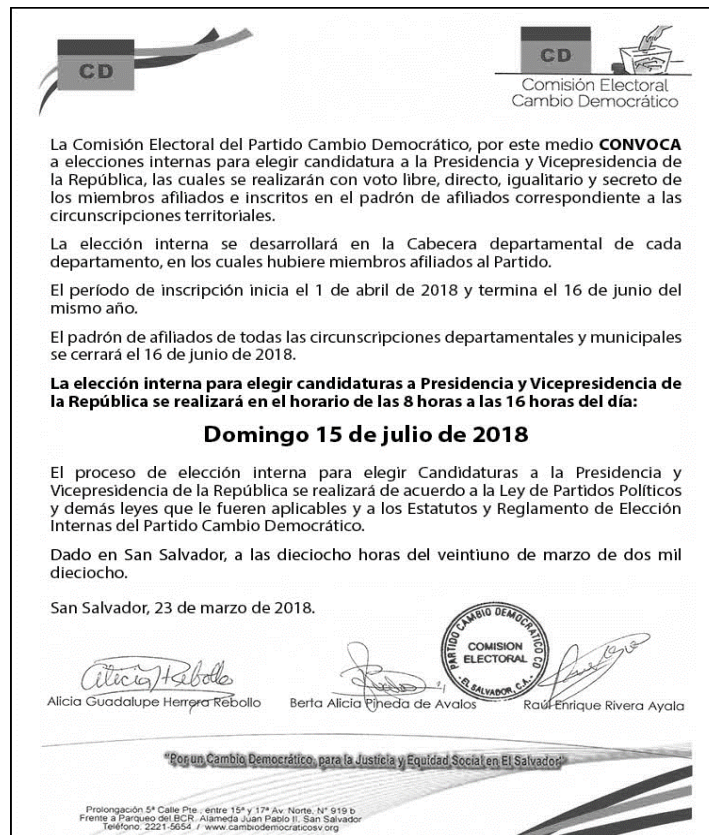 CD
CD
Comisión Electoral
Cambio Democrático
La Comisión Electoral del Partido Cambio Democrático, por este medio CONVOCA
a elecciones internas para elegir candidatura a la Presidencia y Vicepresidencia de
la República, las cuales se realizarán con voto libre, directo, igualitario y secreto de
los miembros afiliados e inscritos en el padrón de afiliados correspondiente a las
circunscripciones territoriales.
La elección interna se desarrollará en la Cabecera departamental de cada
departamento, en los cuales hubiere miembros afiliados al Partido.
El período de inscripción inicia el 1 de abril de 2018 y termina el 16 de junio del
mismo año.
El padrón de afiliados de todas las circunscripciones departamentales y municipales
se cerrará el 16 de junio de 2018.
La elección interna para elegir candidaturas a Presidencia y Vicepresidencia de
la República se realizará en el horario de las 8 horas a las 16 horas del día:
Domingo 15 de julio de 2018
El proceso de elección interna para elegir Candidaturas a la Presidencia y
Vicepresidencia de la República se realizará de acuerdo a la Ley de Partidos Políticos
y demás leyes que le fueren aplicables y a los Estatutos y Reglamento de Elección
Internas del Partido Cambio Democrático.
Dado en San Salvador, a las dieciocho horas del veintiuno de marzo de dos mil
dieciocho.
San Salvador, 23 de marzo de 2018.
PARTIDO CAMBIO DEMOCRATICO CD
COMISION
ELECTORAL
EL SALVADOR, C.A.
Alicia H Rebollo
Alicia Guadalupe Herrera Rebollo
Berta Alicia Pineda de Avalos
Raúl Enrique Rivera Ayala
"Por un Cambio Democrático, para la Justicia y Equidad Social en El Salvador"
Prolongación 5ª Calle Pte., entre 15ª y 17ª Av. Norte, N° 919 b
Frente a Parqueo del BCR. Alameda Juan Pablo II, San Salvador
Teléfono: 2221-5654 / www.cambiodemocraticosv.org